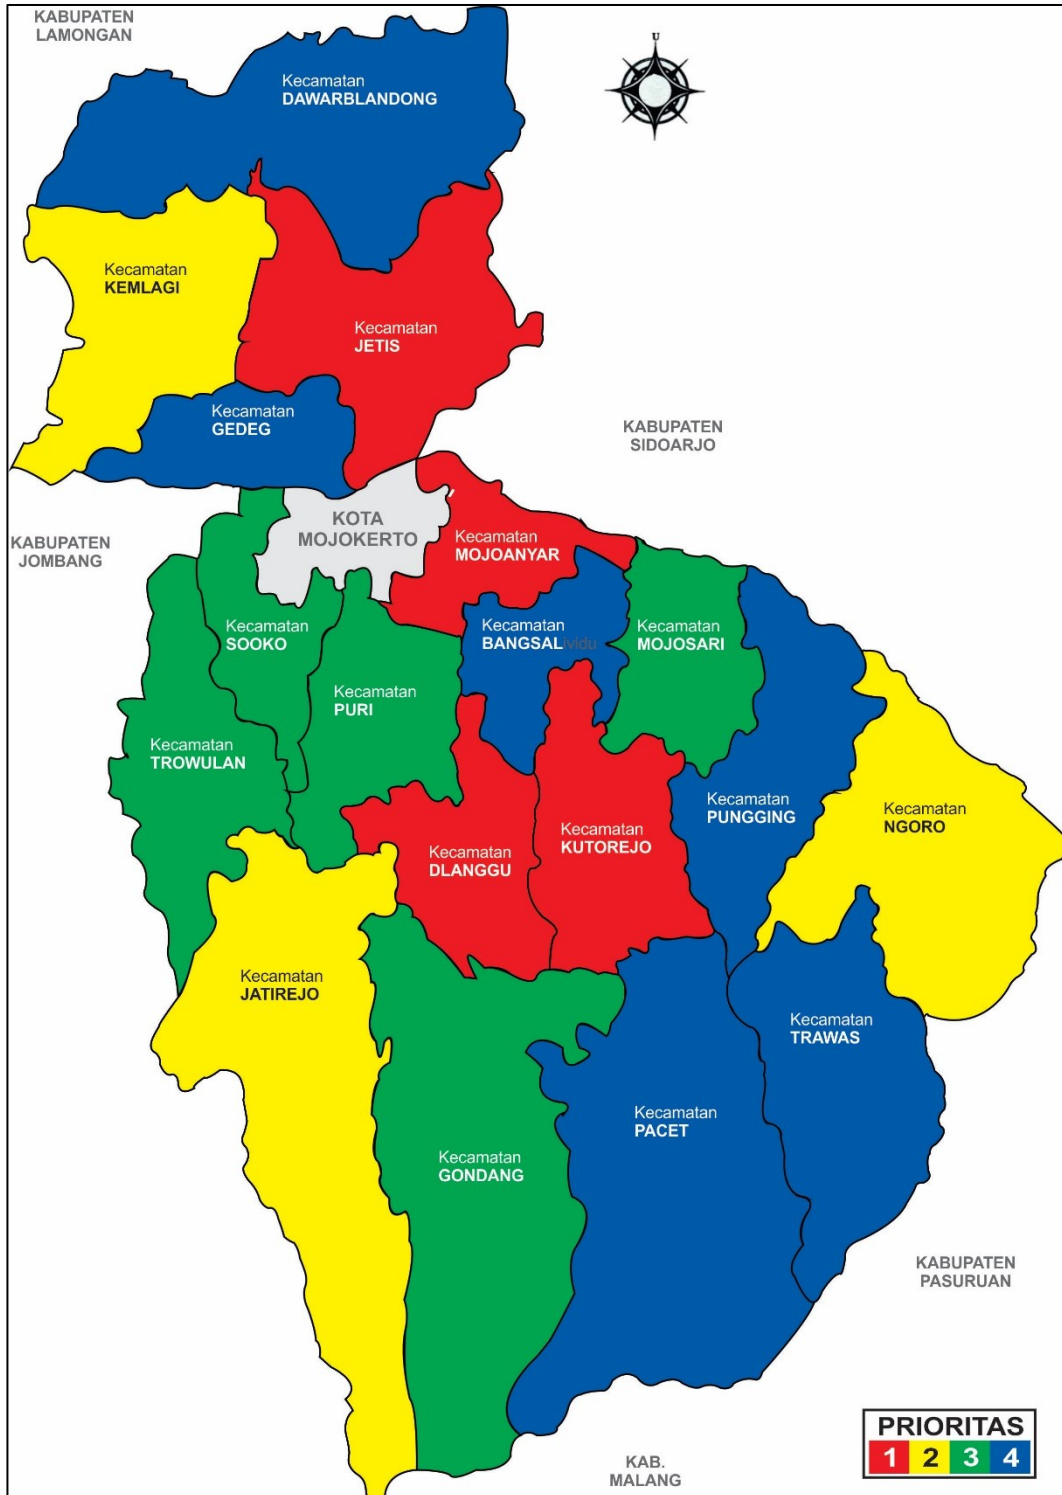 KABUPATEN
LAMONGAN
U
Kecamatan
DAWARBLANDONG
Kecamatan
KEMLAGI
Kecamatan
JETIS
Kecamatan
GEDEG
KABUPATEN
SIDOARJO
KOTA
MOJOKERTO
KABUPATEN
JOMBANG
Kecamatan
MOJOANYAR
Kecamatan
SOOKO
Kecamatan
BANGSALividu
Kecamatan
MOJOSARI
Kecamatan
PURI
Kecamatan
TROWULAN
Kecamatan
PUNGGING
Kecamatan
NGORO
Kecamatan
KUTOREJO
Kecamatan
DLANGGU
Kecamatan
JATIREJO
Kecamatan
TRAWAS
Kecamatan
PACET
Kecamatan
GONDANG
KABUPATEN
PASURUAN
KAB.
MALANG
PRIORITAS
1 2 3 4